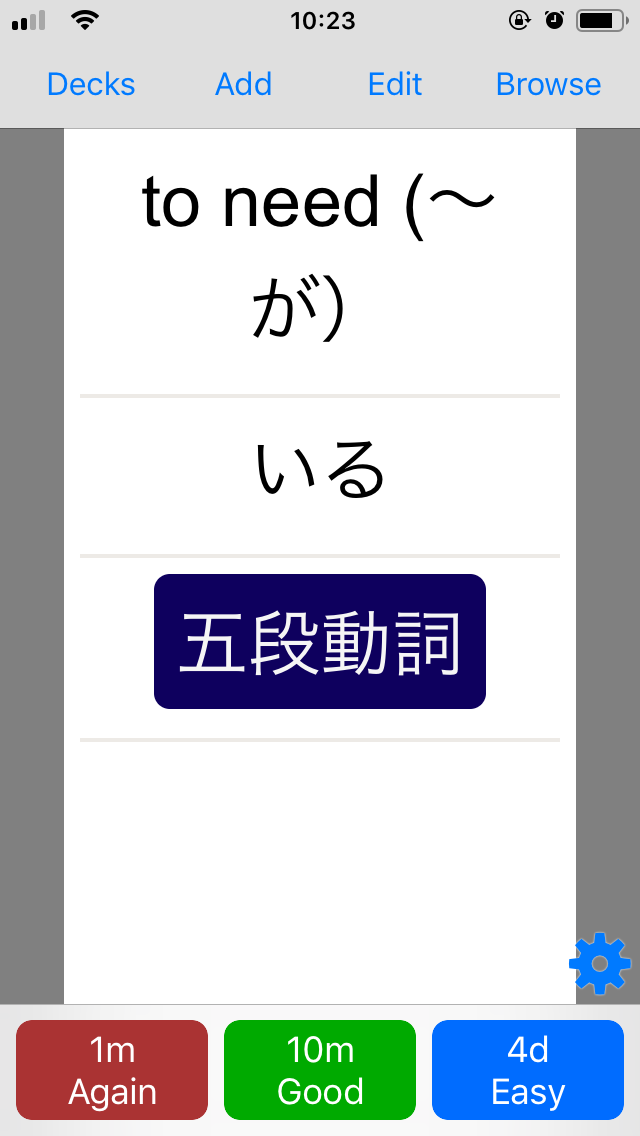 10:23
Decks Add Edit Browse
to need (～
が)
いる
五段動詞
1m 10m 4d
Again Good Easy